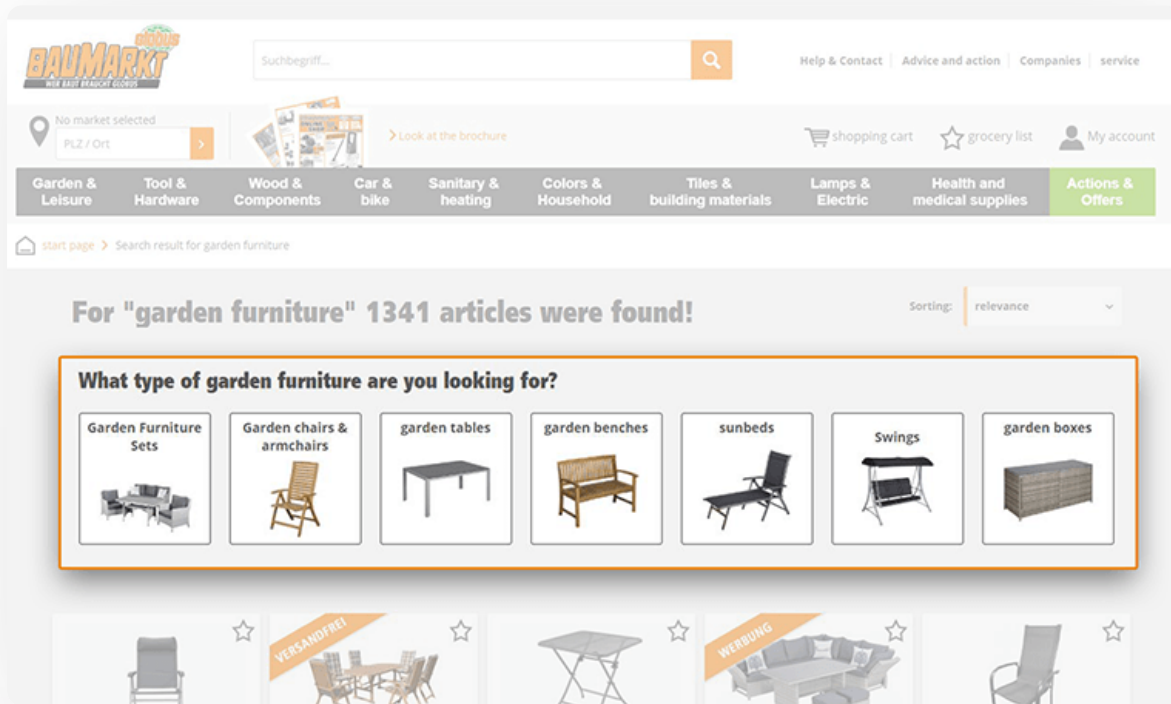 GLOBUS
BAUMARKT
WER BAUT BRAUCHT GLOBUS
Suchbegriff...
Help & Contact
Advice and action
Companies
service
No market selected
PLZ / Ort
Look at the brochure
shopping cart
grocery list
My account
Garden &
Leisure
Tool &
Hardware
Wood &
Components
Car &
bike
Sanitary &
heating
Colors &
Household
Tiles &
building materials
Lamps &
Electric
Health and
medical supplies
Actions &
Offers
start page
Search result for garden furniture
For "garden furniture" 1341 articles were found!
Sorting:
relevance
What type of garden furniture are you looking for?
Garden Furniture
Sets
Garden chairs &
armchairs
garden tables
garden benches
sunbeds
Swings
garden boxes
VERSANDFREI
WERBUNG